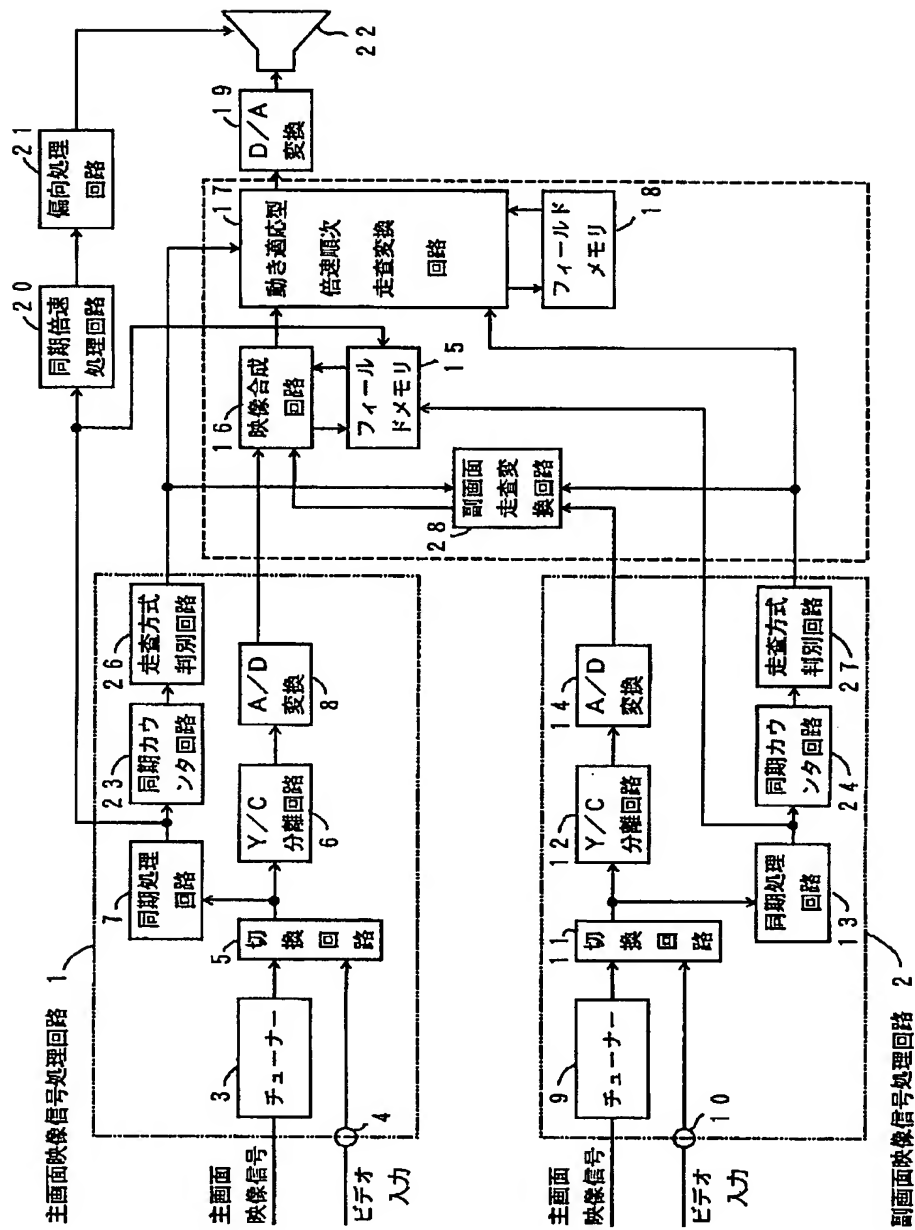 主画面映像信号処理回路
1
主画面
映像信号
3
チューナー
ビデオ
入力
4
5
切換回路
7
同期処理
回路
Y/C
分離回路
6
23
同期カウ
ンタ回路
A/D
変換
8
26
走査方式
判別回路
20
同期倍速
処理回路
21
偏向処理
回路
22
19
D/A
変換
17
動き適応型
倍速順次
走査変換
回路
フィールド
メモリ
18
16
映像合成
回路
フィール
ドメモリ
15
副画面
走査変
換回路
28
主画面
映像信号
9
チューナー
ビデオ
入力
10
11
切換回路
12
Y/C
分離回路
14
A/D
変換
同期処理
回路
13
同期カウ
ンタ回路
24
走査方式
判別回路
27
副画面映像信号処理回路
2